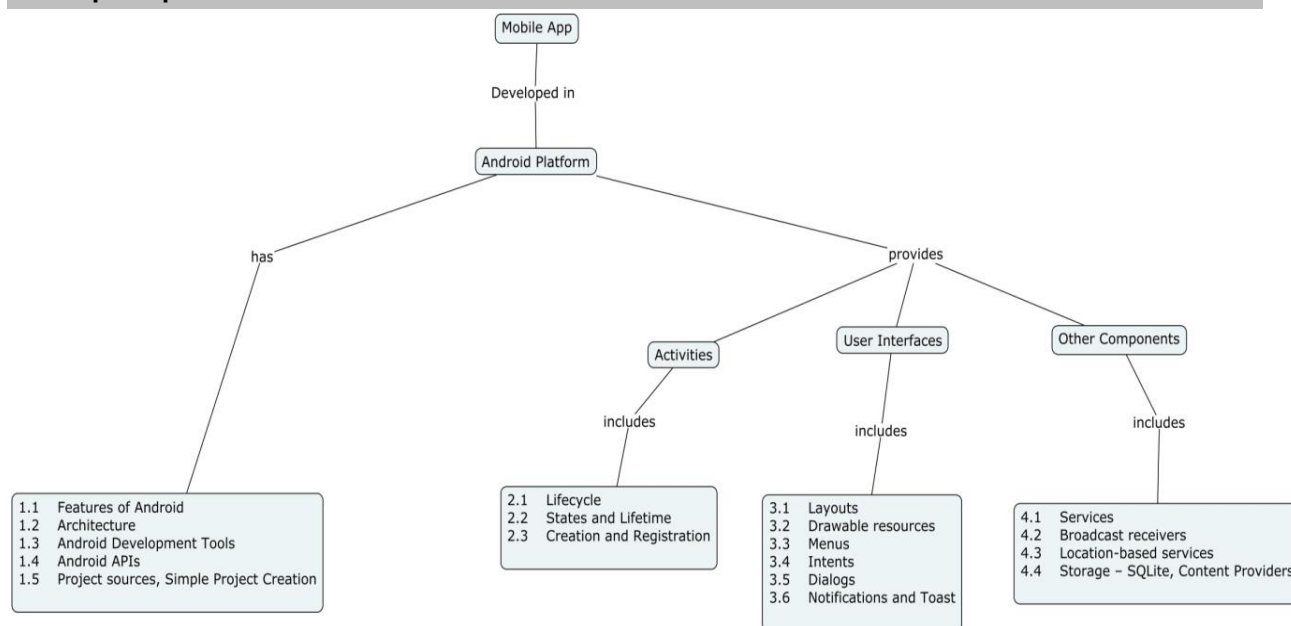 Mobile App
Developed in
Android Platform
has
provides
Activities
User Interfaces
Other Components
includes
includes
includes
1.1 Features of Android
1.2 Architecture
1.3 Android Development Tools
1.4 Android APIs
1.5 Project sources, Simple Project Creation
2.1 Lifecycle
2.2 States and Lifetime
2.3 Creation and Registration
3.1 Layouts
3.2 Drawable resources
3.3 Menus
3.4 Intents
3.5 Dialogs
3.6 Notifications and Toast
4.1 Services
4.2 Broadcast receivers
4.3 Location-based services
4.4 Storage – SQLite, Content Providers